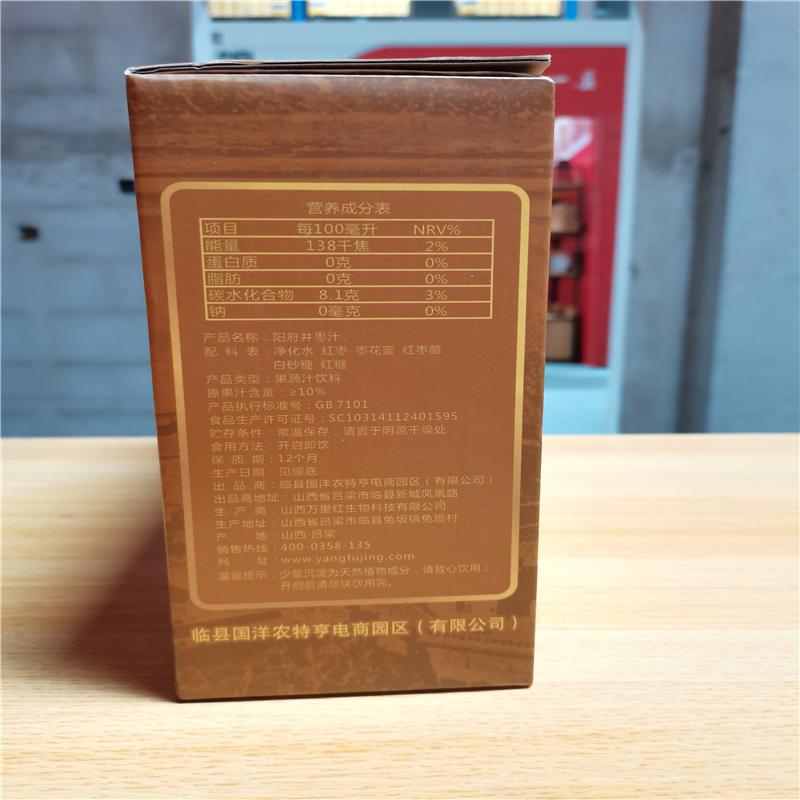 营养成分表
项目 每100毫升 NRV%
能量 138千焦 2%
蛋白质 0克 0%
脂肪 0克 0%
碳水化合物 8.1克 3%
钠 0毫克 0%
产品名称：阳府井枣汁
配 料 表：净化水 红枣 枣花蜜 红枣醋
白砂糖 红糖
产品类型：果蔬汁饮料
原果汁含量：≥10%
产品执行标准号：GB 7101
食品生产许可证号：SC10314112401595
贮存条件：常温保存，请置于阴凉干燥处
食用方法：开启即饮
保 质 期：12个月
生产日期：见罐底
出 品 商：临县国洋农特亨电商园区（有限公司）
出品商地址：山西省吕梁市临县新城凤凰路
生 产 商：山西万里红生物科技有限公司
生产地址：山西省吕梁市临县兔坂镇兔坂村
产 地：山西·吕梁
销售热线：400-0358-135
网 址：www.yangfujing.com
温馨提示：少量沉淀为天然植物成分，请放心饮用；
开启后请尽快饮用完。
临县国洋农特亨电商园区（有限公司）